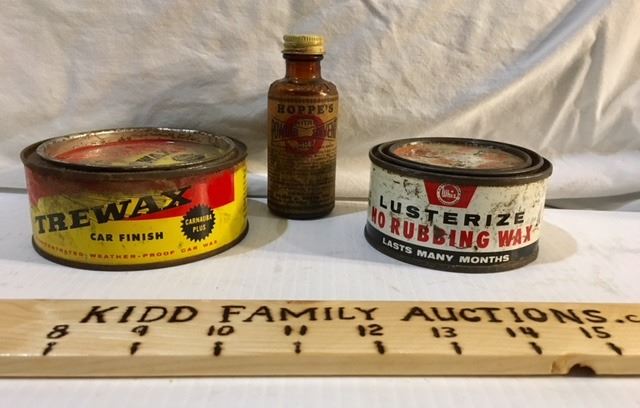 TREWAX
CARNAUBA
PLUS
CAR FINISH
WEATHER-PROOF CAR WAX
HOPPE'S
Whiz
LUSTERIZE
NO RUBBING WAX
LASTS MANY MONTHS
KIDD FAMILY AUCTIONS.c
8 9 10 11 12 13 14 15